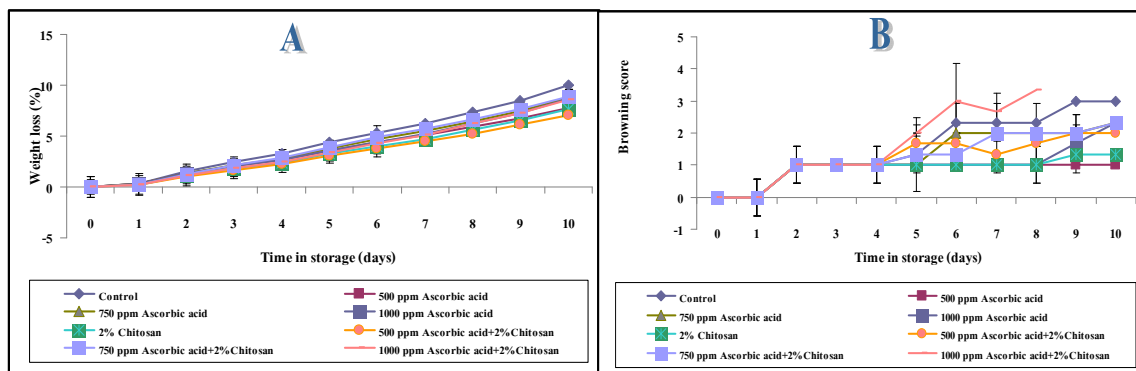 A
Weight loss (%)
15
10
5
0
-5
0 1 2 3 4 5 6 7 8 9 10
Time in storage (days)
Control
500 ppm Ascorbic acid
750 ppm Ascorbic acid
1000 ppm Ascorbic acid
2% Chitosan
500 ppm Ascorbic acid+2%Chitosan
750 ppm Ascorbic acid+2%Chitosan
1000 ppm Ascorbic acid+2%Chitosan
B
Browning score
5
4
3
2
1
0
-1
0 1 2 3 4 5 6 7 8 9 10
Time in storage (days)
Control
500 ppm Ascorbic acid
750 ppm Ascorbic acid
1000 ppm Ascorbic acid
2% Chitosan
500 ppm Ascorbic acid+2%Chitosan
750 ppm Ascorbic acid+2%Chitosan
1000 ppm Ascorbic acid+2%Chitosan